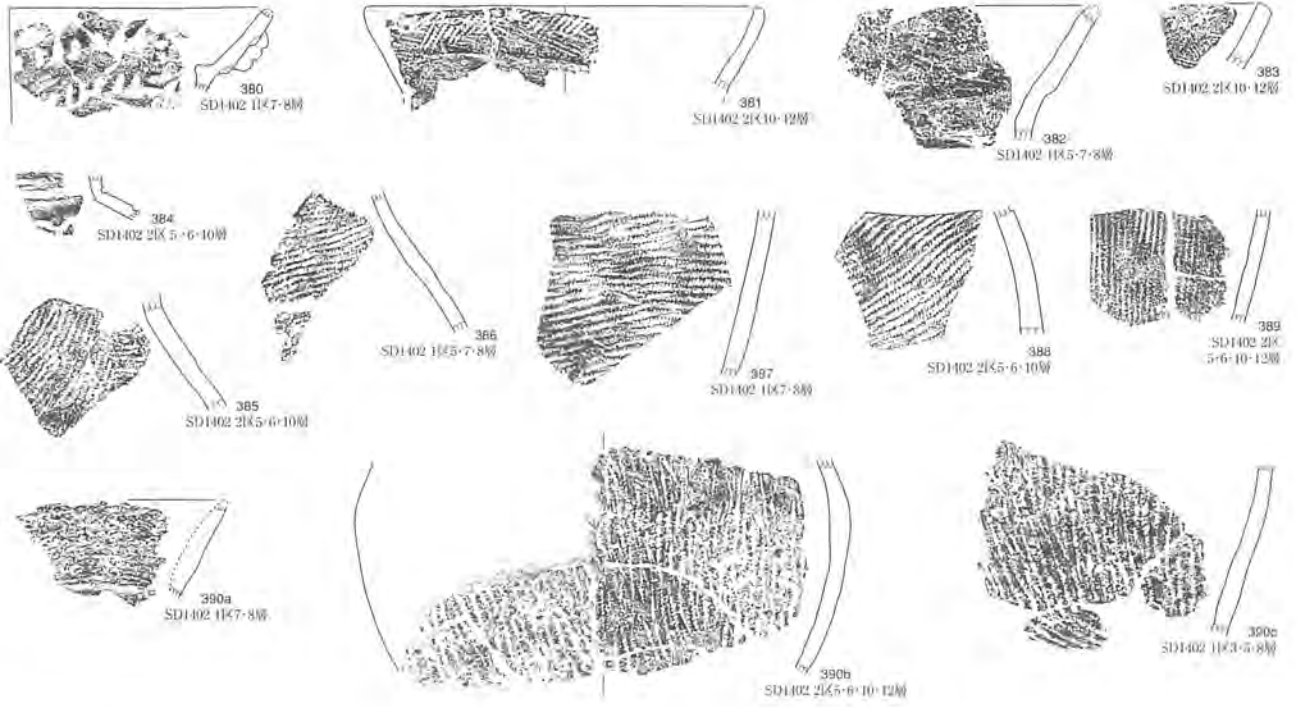 380
SD1402 1区7・8層
381
SD1402 2区10・12層
382
SD1402 1区5・7・8層
383
SD1402 2区10・12層
384
SD1402 2区5・6・10層
385
SD1402 2区5・6・10層
386
SD1402 1区5・7・8層
387
SD1402 1区7・8層
388
SD1402 2区5・6・10層
389
SD1402 2区
5・6・10・12層
390a
SD1402 1区7・8層
390b
SD1402 2区5・6・10・12層
390c
SD1402 1区3・5・8層